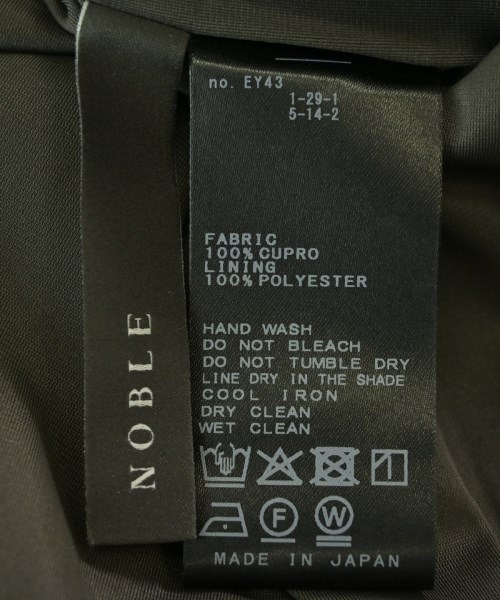 NOBLE
no. EY43
1-29-1
5-14-2
FABRIC
100% CUPRO
LINING
100% POLYESTER
HAND WASH
DO NOT BLEACH
DO NOT TUMBLE DRY
LINE DRY IN THE SHADE
COOL IRON
DRY CLEAN
WET CLEAN
F W
MADE IN JAPAN